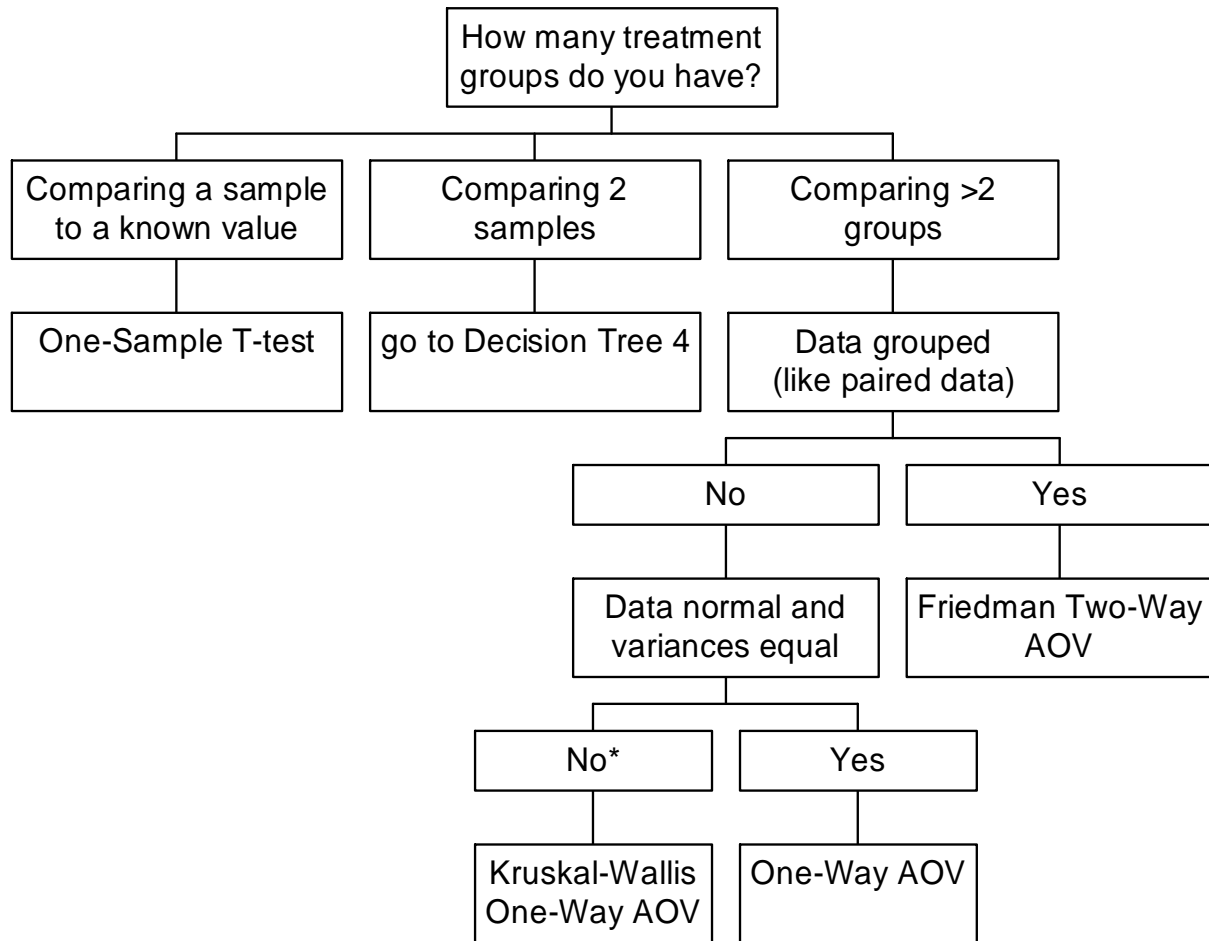 How many treatment
groups do you have?
Comparing a sample
to a known value
Comparing 2
samples
Comparing >2
groups
One-Sample T-test
go to Decision Tree 4
Data grouped
(like paired data)
No
Yes
Data normal and
variances equal
Friedman Two-Way
AOV
No*
Yes
Kruskal-Wallis
One-Way AOV
One-Way AOV